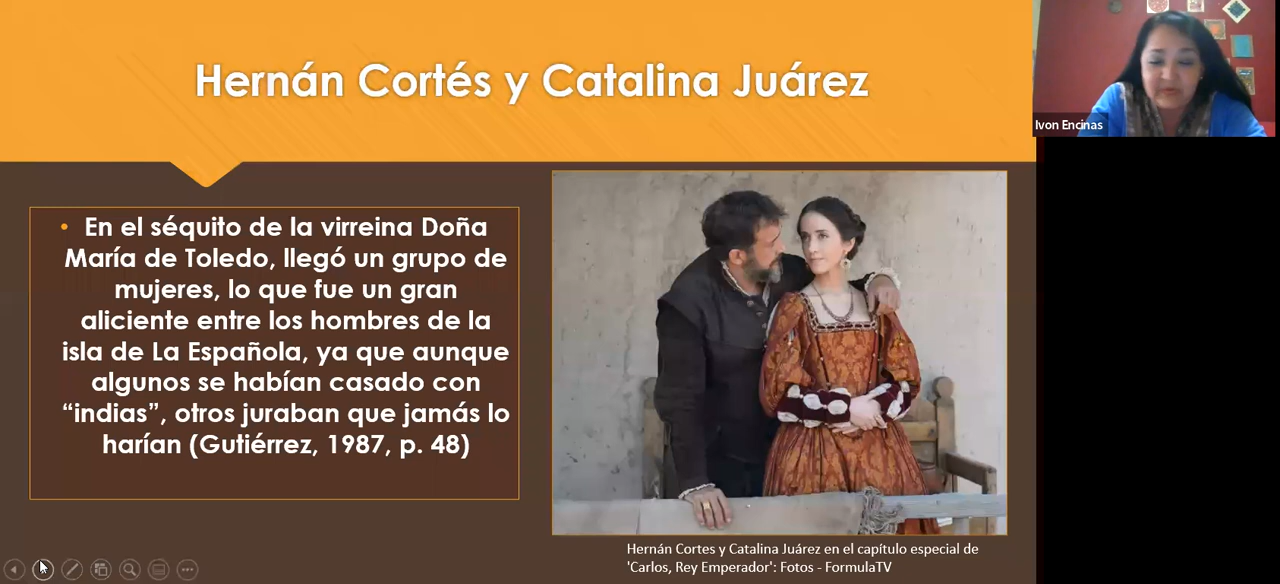 Hernán Cortés y Catalina Juárez
Ivon Encinas
• En el séquito de la virreina Doña
María de Toledo, llegó un grupo de
mujeres, lo que fue un gran
aliciente entre los hombres de la
isla de La Española, ya que aunque
algunos se habían casado con
“indias”, otros juraban que jamás lo
harían (Gutiérrez, 1987, p. 48)
Hernán Cortes y Catalina Juárez en el capítulo especial de
'Carlos, Rey Emperador': Fotos - FormulaTV